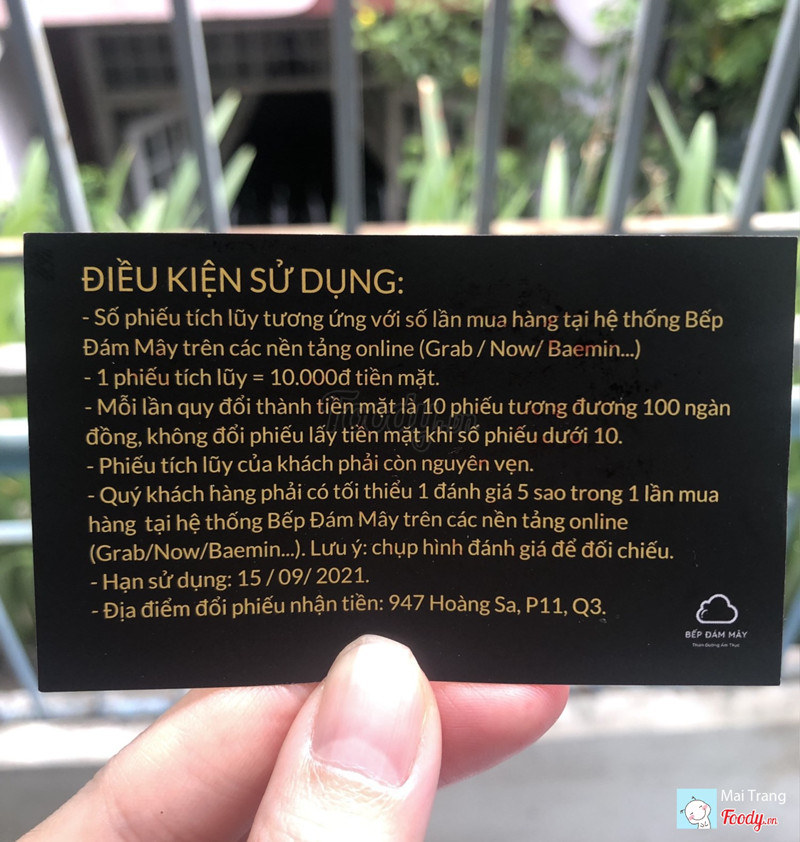 ĐIỀU KIỆN SỬ DỤNG:
- Số phiếu tích lũy tương ứng với số lần mua hàng tại hệ thống Bếp
Đám Mây trên các nền tảng online (Grab / Now/ Baemin...)
- 1 phiếu tích lũy = 10.000đ tiền mặt.
- Mỗi lần quy đổi thành tiền mặt là 10 phiếu tương đương 100 ngàn
đồng, không đổi phiếu lấy tiền mặt khi số phiếu dưới 10.
- Phiếu tích lũy của khách phải còn nguyên vẹn.
- Quý khách hàng phải có tối thiểu 1 đánh giá 5 sao trong 1 lần mua
hàng tại hệ thống Bếp Đám Mây trên các nền tảng online
(Grab/Now/Baemin...). Lưu ý: chụp hình đánh giá để đối chiếu.
- Hạn sử dụng: 15 / 09/ 2021.
- Địa điểm đổi phiếu nhận tiền: 947 Hoàng Sa, P11, Q3.
BẾP ĐÁM MÂY
Thiên Đường Ẩm Thực
Foody.vn
Mai Trang
Foody.vn